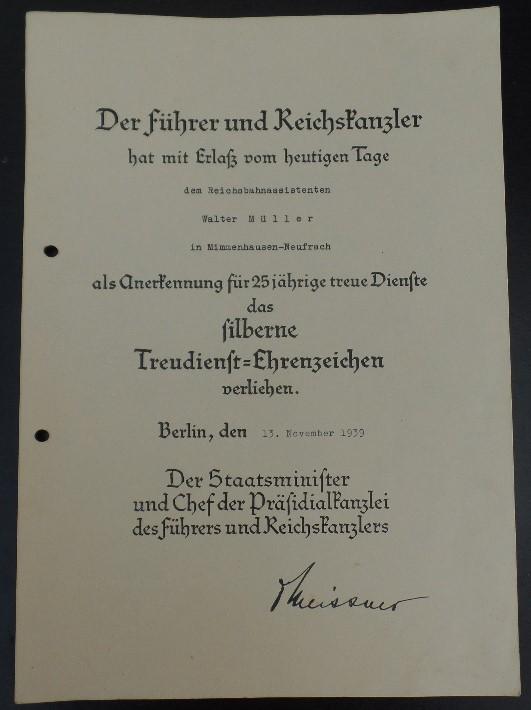 Der Führer und Reichskanzler
hat mit Erlaß vom heutigen Tage
dem Reichsbahnassistenten
Walter M ü l l e r
in Mimmenhausen-Neufrach
als Anerkennung für 25 jährige treue Dienste
das
silberne
Treudienst=Ehrenzeichen
verliehen.
Berlin, den 13. November 1939
Der Staatsminister
und Chef der Präsidialkanzlei
des Führers und Reichskanzlers
Meissner